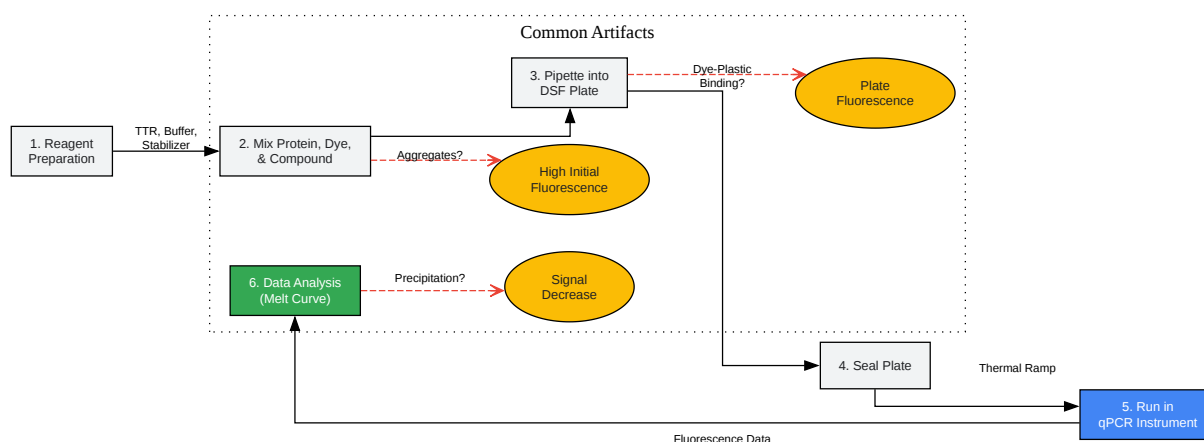 Common Artifacts
3. Pipette into
DSF Plate
Dye-Plastic
Binding?
Plate
Fluorescence
1. Reagent
Preparation
TTR, Buffer,
Stabilizer
2. Mix Protein, Dye,
& Compound
Aggregates?
High Initial
Fluorescence
6. Data Analysis
(Melt Curve)
Precipitation?
Signal
Decrease
4. Seal Plate
Thermal Ramp
5. Run in
qPCR Instrument
Fluorescence Data